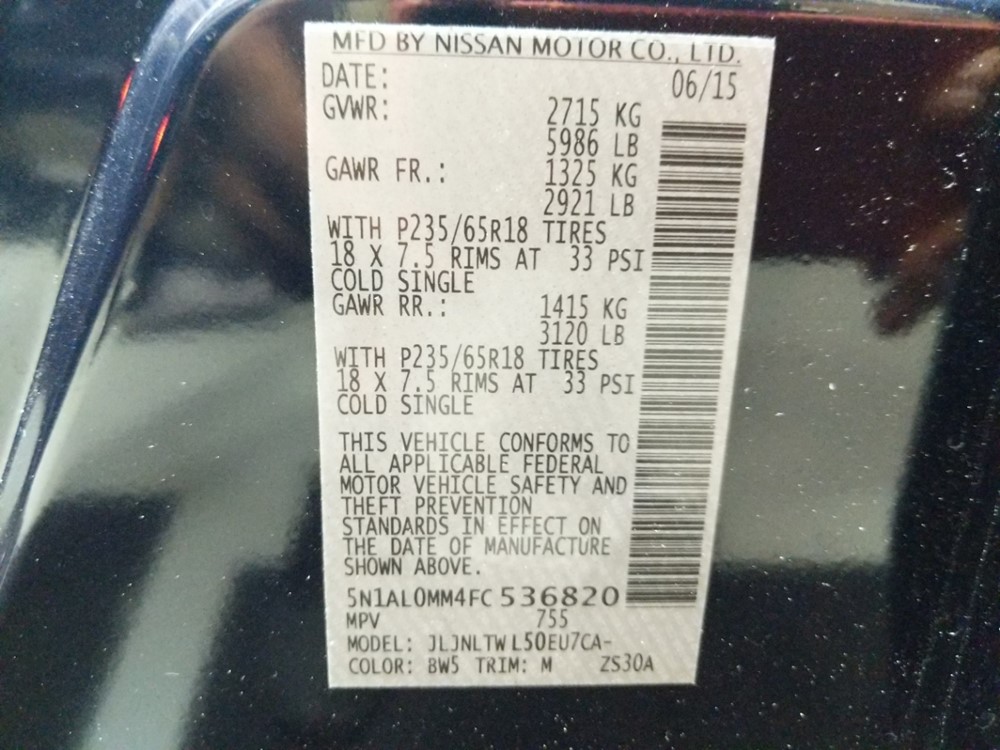 MFD BY NISSAN MOTOR CO., LTD.
DATE: 06/15
GVWR: 2715 KG
5986 LB
GAWR FR.: 1325 KG
2921 LB
WITH P235/65R18 TIRES
18 X 7.5 RIMS AT 33 PSI
COLD SINGLE
GAWR RR.: 1415 KG
3120 LB
WITH P235/65R18 TIRES
18 X 7.5 RIMS AT 33 PSI
COLD SINGLE
THIS VEHICLE CONFORMS TO
ALL APPLICABLE FEDERAL
MOTOR VEHICLE SAFETY AND
THEFT PREVENTION
STANDARDS IN EFFECT ON
THE DATE OF MANUFACTURE
SHOWN ABOVE.
5N1AL0MM4FC 536820
MPV 755
MODEL: JLJNLTWL50EU7CA-
COLOR: BW5 TRIM: M ZS30A